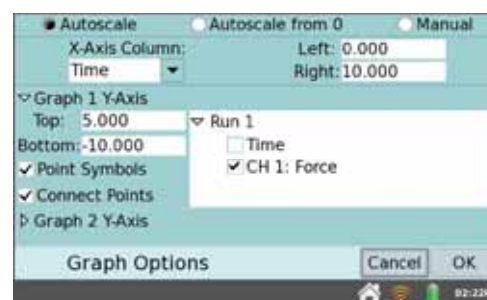 Autoscale Autoscale from 0 Manual
X-Axis Column: Left: 0.000
Time Right: 10.000
Graph 1 Y-Axis
Top: 5.000 Run 1
Bottom: -10.000 Time
Point Symbols CH 1: Force
Connect Points
Graph 2 Y-Axis
Graph Options Cancel OK